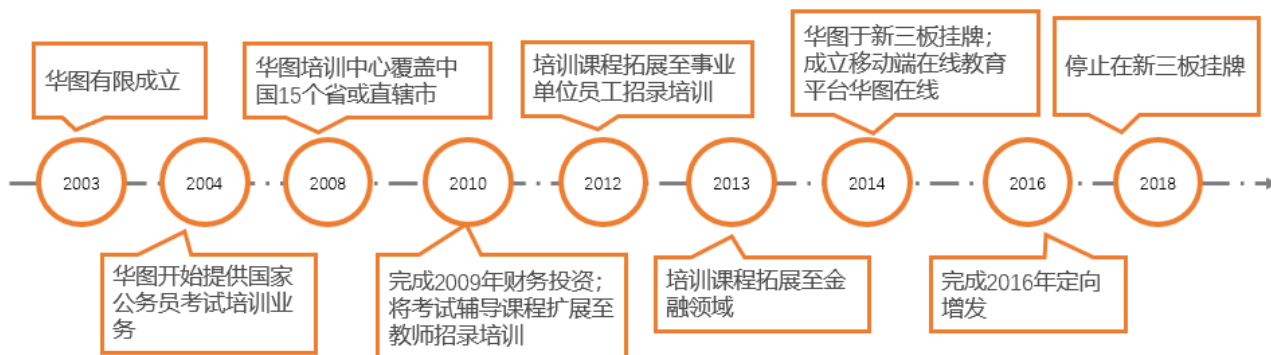 华图有限成立
华图培训中心覆盖中
国15个省或直辖市
培训课程拓展至事业
单位员工招录培训
华图于新三板挂牌；
成立移动端在线教育
平台华图在线
停止在新三板挂牌
2003
2004
2008
2010
2012
2013
2014
2016
2018
华图开始提供国家
公务员考试培训业
务
完成2009年财务投资；
将考试辅导课程扩展至
教师招录培训
培训课程拓展至金
融领域
完成2016年定向
增发